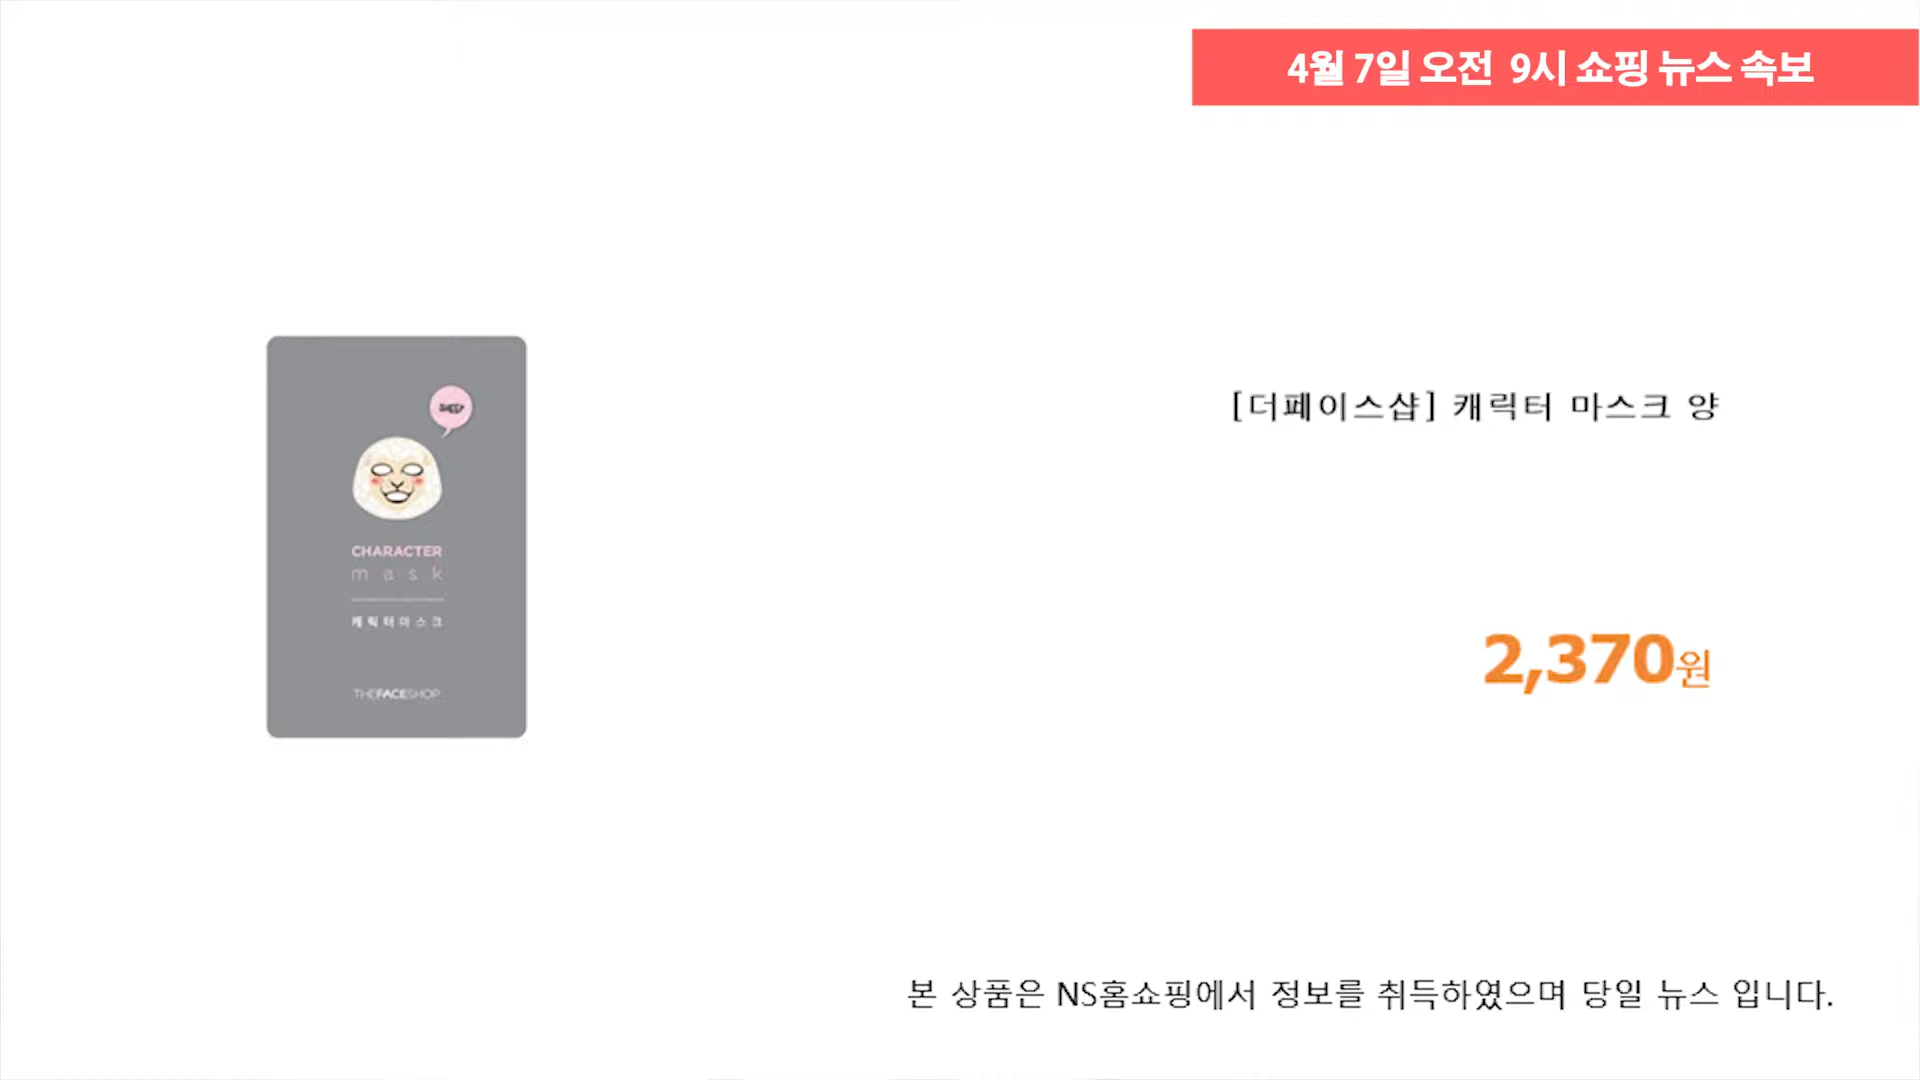 4월 7일 오전 9시 쇼핑 뉴스 속보
SHEEP
CHARACTER
mask
캐릭터마스크
THEFACESHOP
[더페이스샵] 캐릭터 마스크 양
2,370원
본 상품은 NS홈쇼핑에서 정보를 취득하였으며 당일 뉴스 입니다.